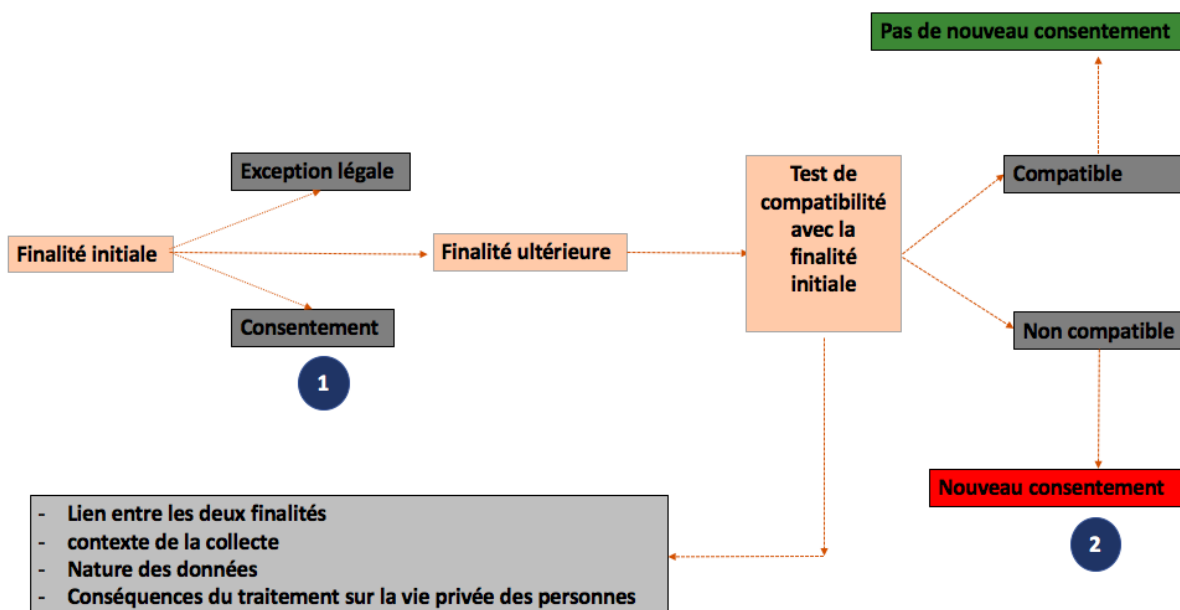 Pas de nouveau consentement
Exception légale
Test de
compatibilité
avec la
finalité
initiale
Compatible
Finalité initiale
Finalité ultérieure
Consentement
Non compatible
1
Nouveau consentement
2
- Lien entre les deux finalités
- contexte de la collecte
- Nature des données
- Conséquences du traitement sur la vie privée des personnes